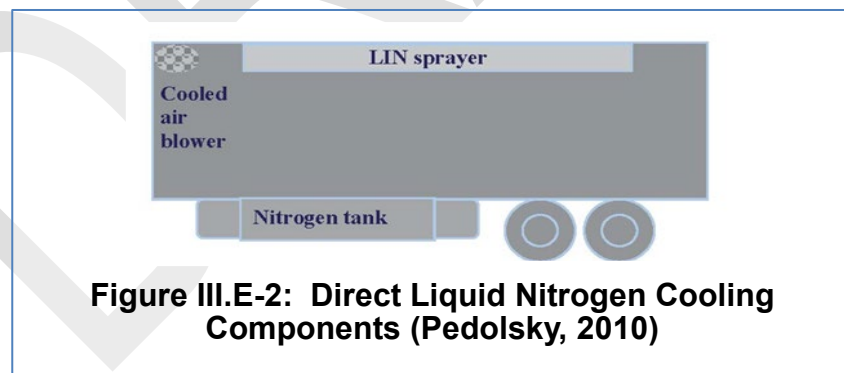 LIN sprayer
Cooled
air
blower
Nitrogen tank
Figure III.E-2: Direct Liquid Nitrogen Cooling
Components (Pedolsky, 2010)